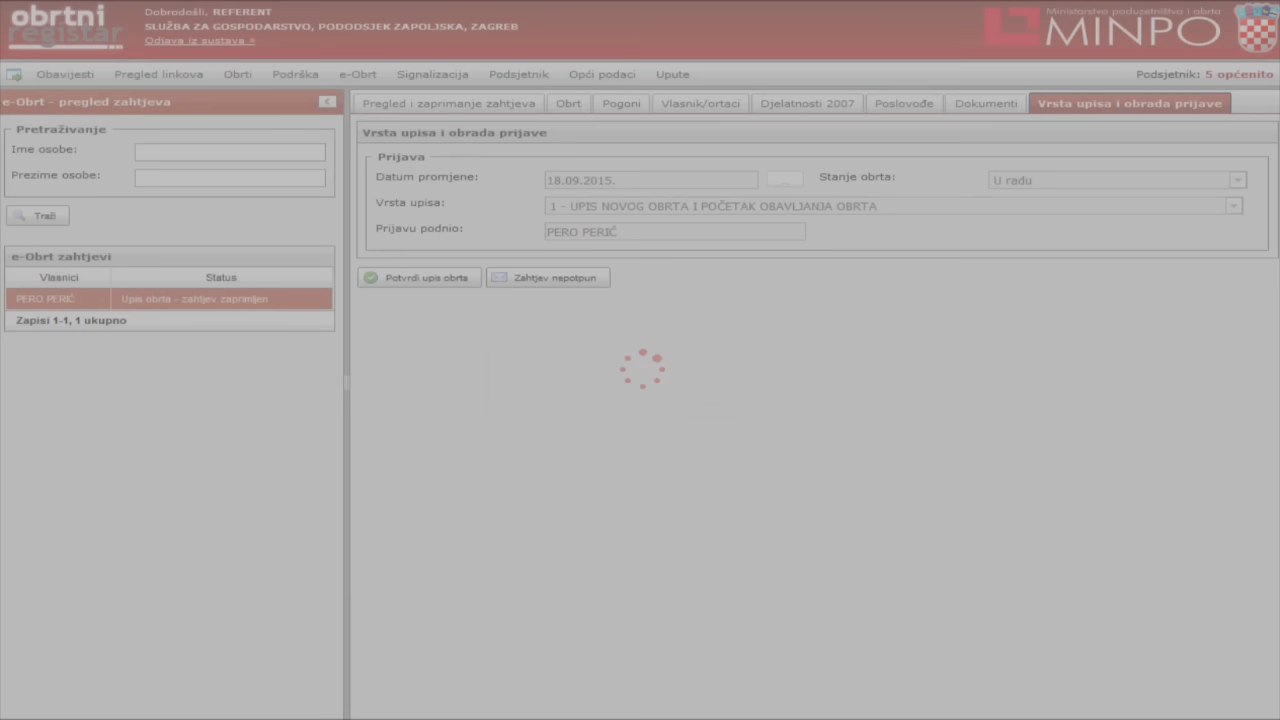 obrtni
registar
Dobrodošli, REFERENT
SLUŽBA ZA GOSPODARSTVO, PODODSJEK ZAPOLJSKA, ZAGREB
Odjava iz sustava »
Ministarstvo poduzetništva i obrta
MINPO
Obavijesti Pregled linkova Obrti Podrška e-Obrt Signalizacija Podsjetnik Opći podaci Upute Podsjetnik: 5 općenito
e-Obrt - pregled zahtjeva
Pretraživanje
Ime osobe:
Prezime osobe:
Traži
e-Obrt zahtjevi
Vlasnici Status
PERO PERIĆ Upis obrta - zahtjev zaprimljen
Zapisi 1-1, 1 ukupno
Pregled i zaprimanje zahtjeva Obrt Pogoni Vlasnik/ortaci Djelatnosti 2007 Poslovođe Dokumenti Vrsta upisa i obrada prijave
Vrsta upisa i obrada prijave
Prijava
Datum promjene: 18.09.2015. Stanje obrta: U radu
Vrsta upisa: 1 - UPIS NOVOG OBRTA I POČETAK OBAVLJANJA OBRTA
Prijavu podnio: PERO PERIĆ
Potvrdi upis obrta Zahtjev nepotpun